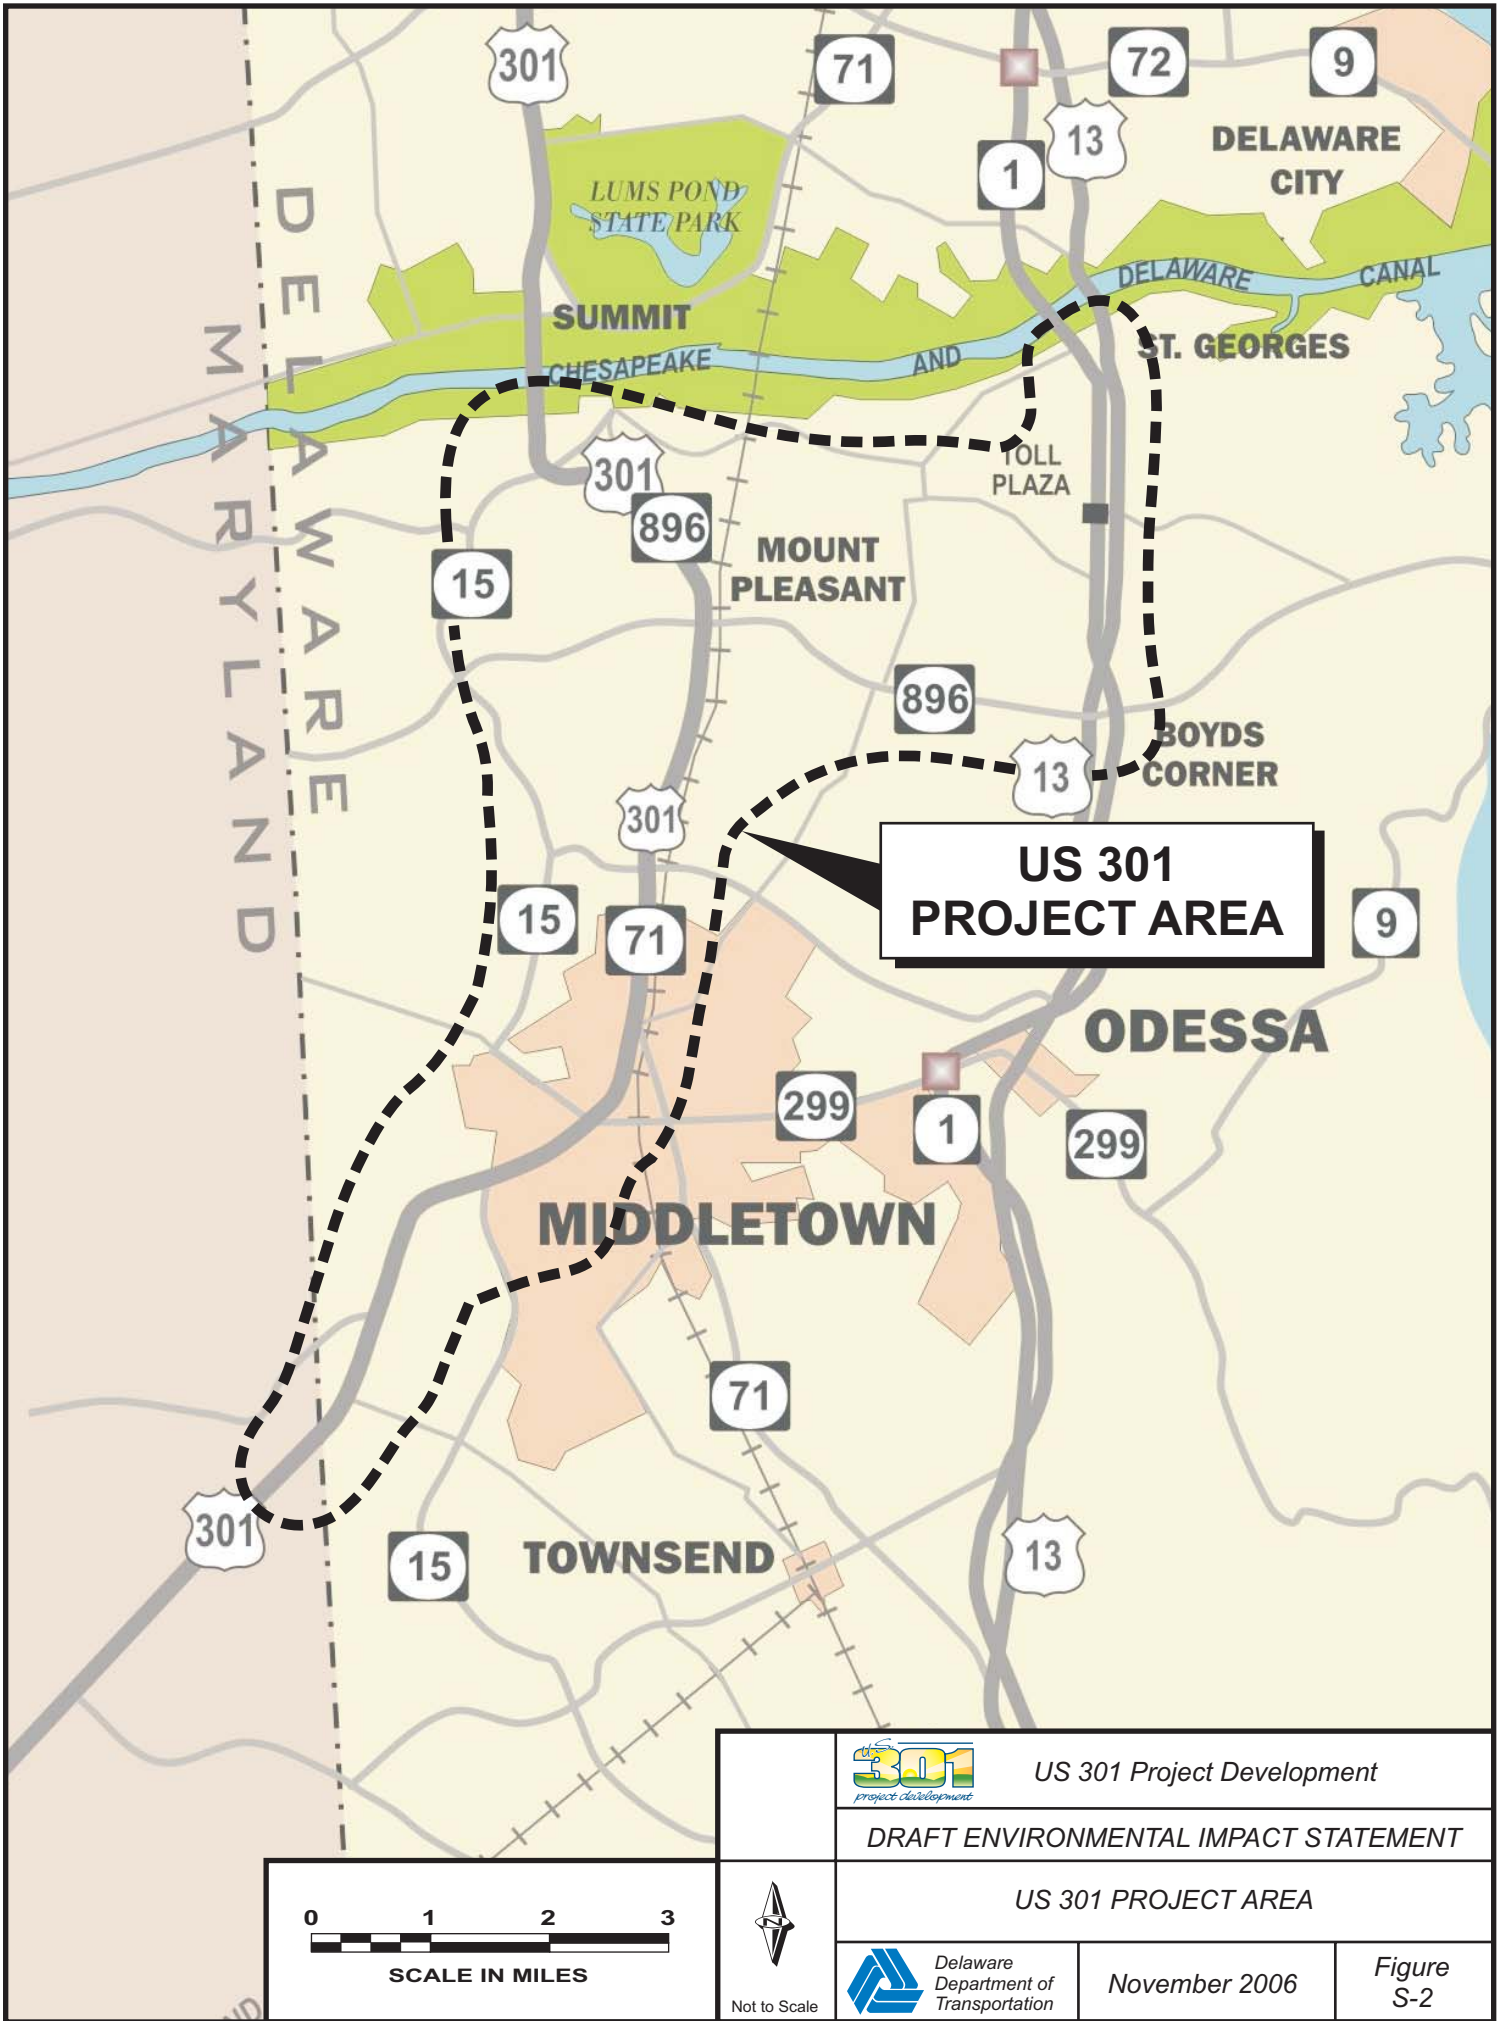 301
71
72
9
13
1
DELAWARE
CITY
LUMS POND
STATE PARK
DELAWARE
MARYLAND
SUMMIT
CHESAPEAKE
AND
DELAWARE
CANAL
ST. GEORGES
TOLL
PLAZA
301
896
15
MOUNT
PLEASANT
896
BOYDS
CORNER
13
301
US 301
PROJECT AREA
15
71
9
ODESSA
299
1
299
MIDDLETOWN
71
301
15
TOWNSEND
13
US
301
project development
US 301 Project Development
DRAFT ENVIRONMENTAL IMPACT STATEMENT
0 1 2 3
SCALE IN MILES
N
Not to Scale
US 301 PROJECT AREA
Delaware
Department of
Transportation
November 2006
Figure
S-2